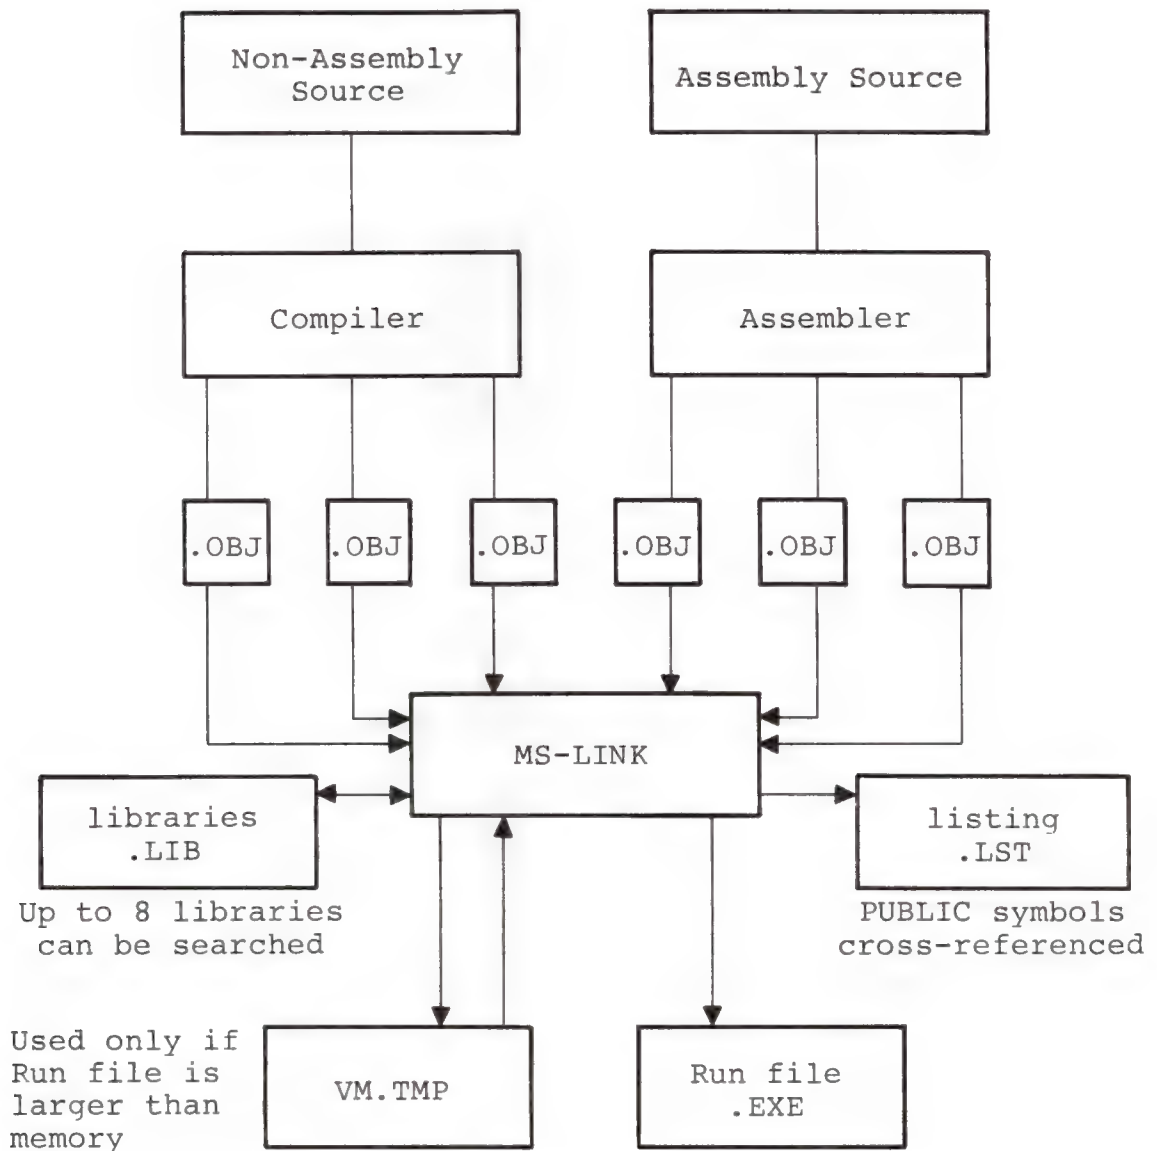 Non-Assembly
Source
Assembly Source
Compiler
Assembler
.OBJ
.OBJ
.OBJ
.OBJ
.OBJ
.OBJ
MS-LINK
libraries
.LIB
listing
.LST
Up to 8 libraries
can be searched
PUBLIC symbols
cross-referenced
Used only if
Run file is
larger than
memory
VM.TMP
Run file
.EXE